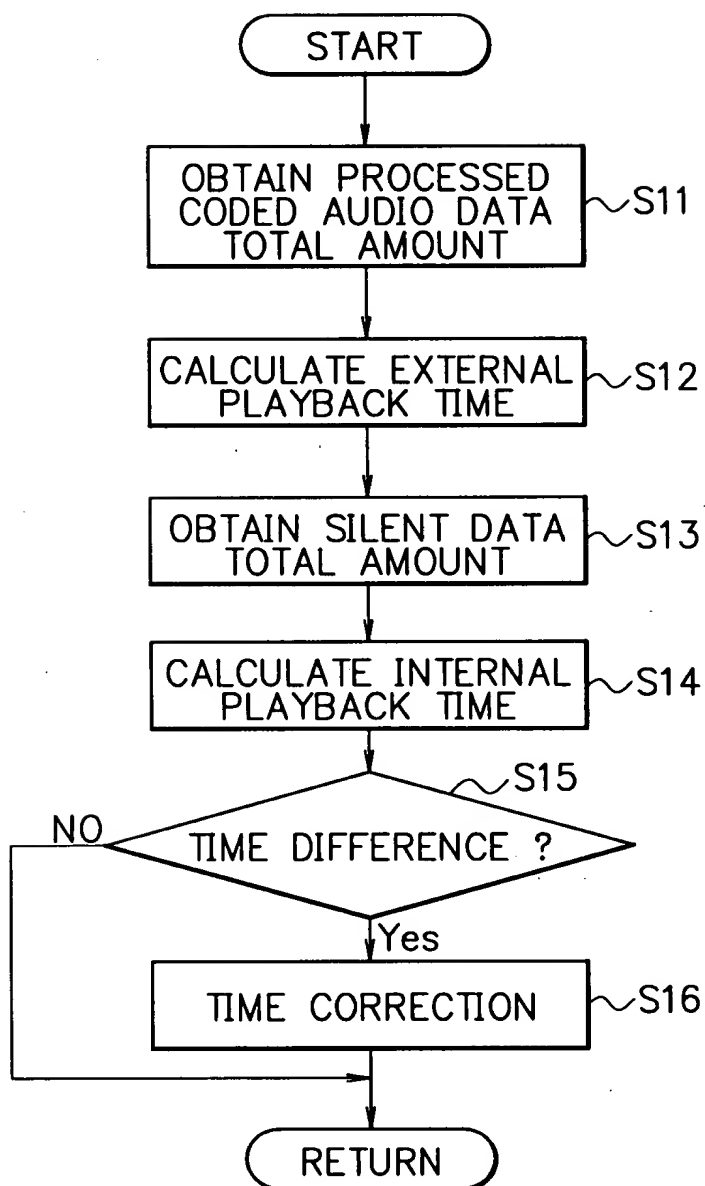 START
OBTAIN PROCESSED
CODED AUDIO DATA
TOTAL AMOUNT
S11
CALCULATE EXTERNAL
PLAYBACK TIME
S12
OBTAIN SILENT DATA
TOTAL AMOUNT
S13
CALCULATE INTERNAL
PLAYBACK TIME
S14
S15
NO
TIME DIFFERENCE ?
Yes
TIME CORRECTION
S16
RETURN